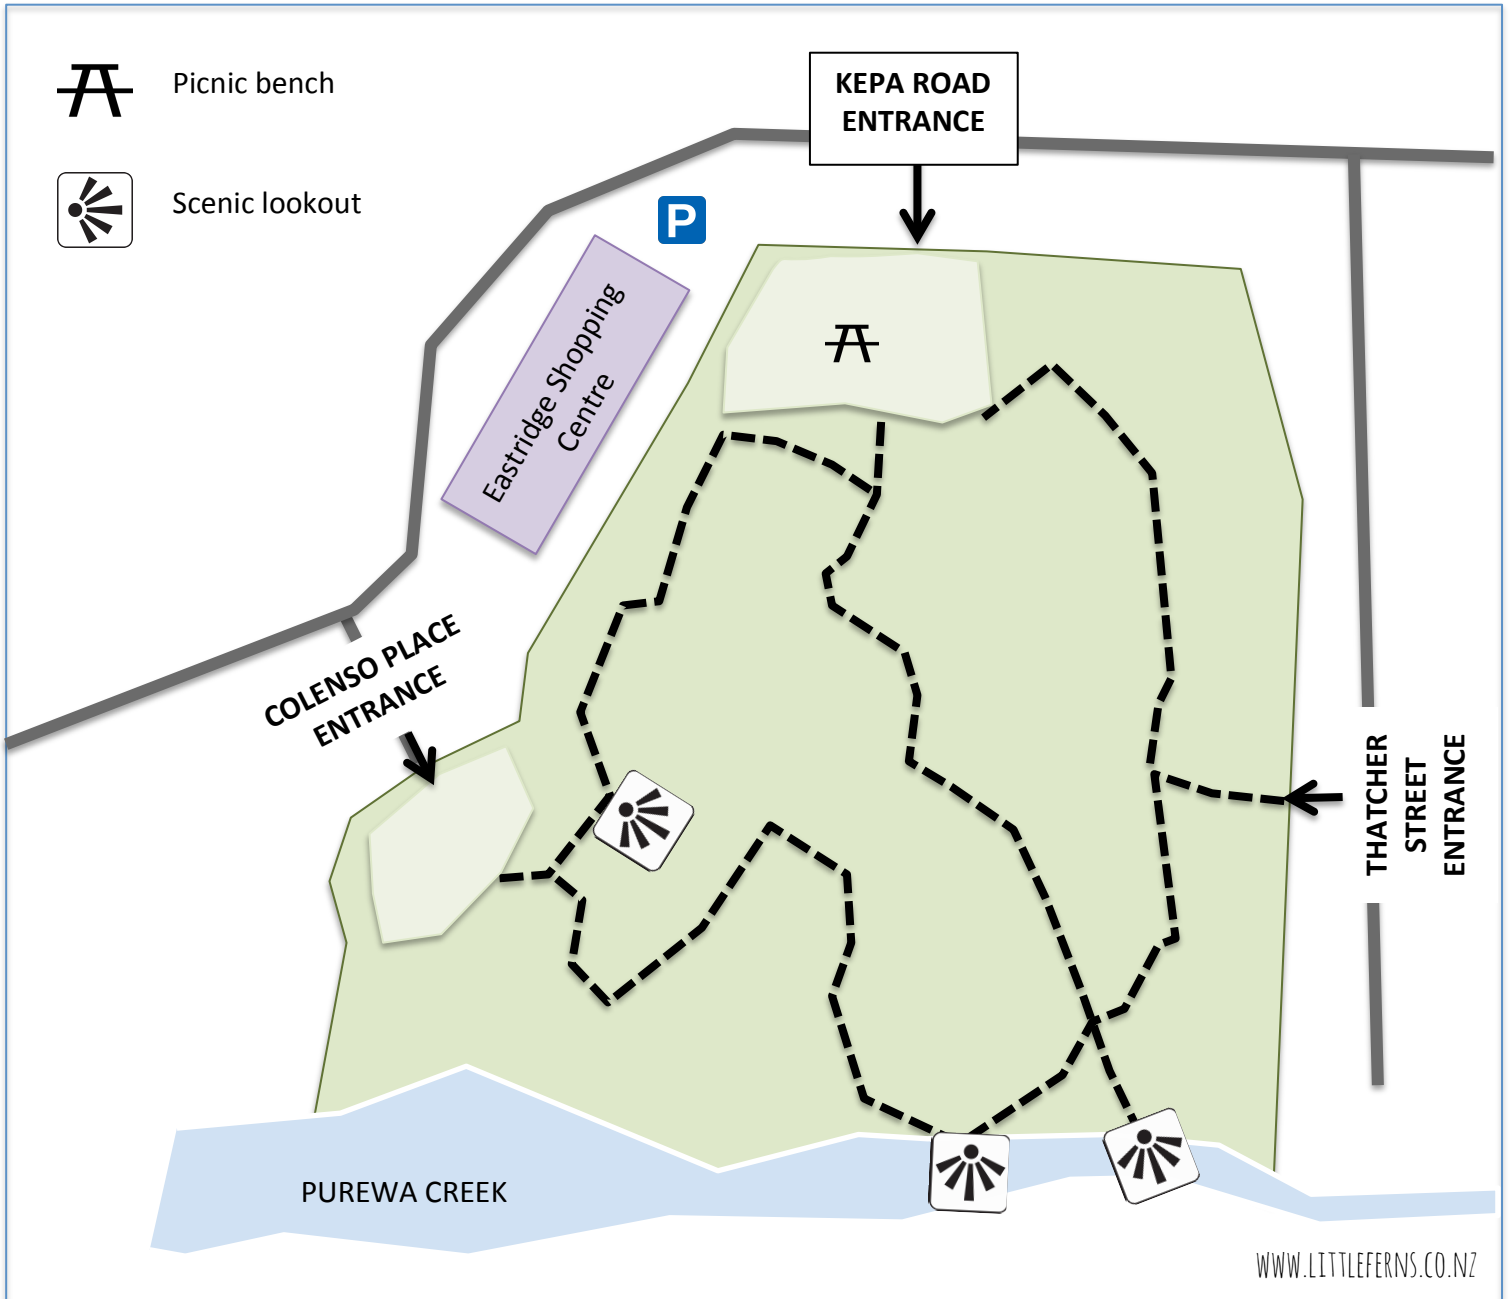 Picnic bench
Scenic lookout
KEPA ROAD
ENTRANCE
P
Eastridge Shopping
Centre
COLENSO PLACE
ENTRANCE
THATCHER
STREET
ENTRANCE
PUREWA CREEK
WWW.LITTLEFERNS.CO.NZ